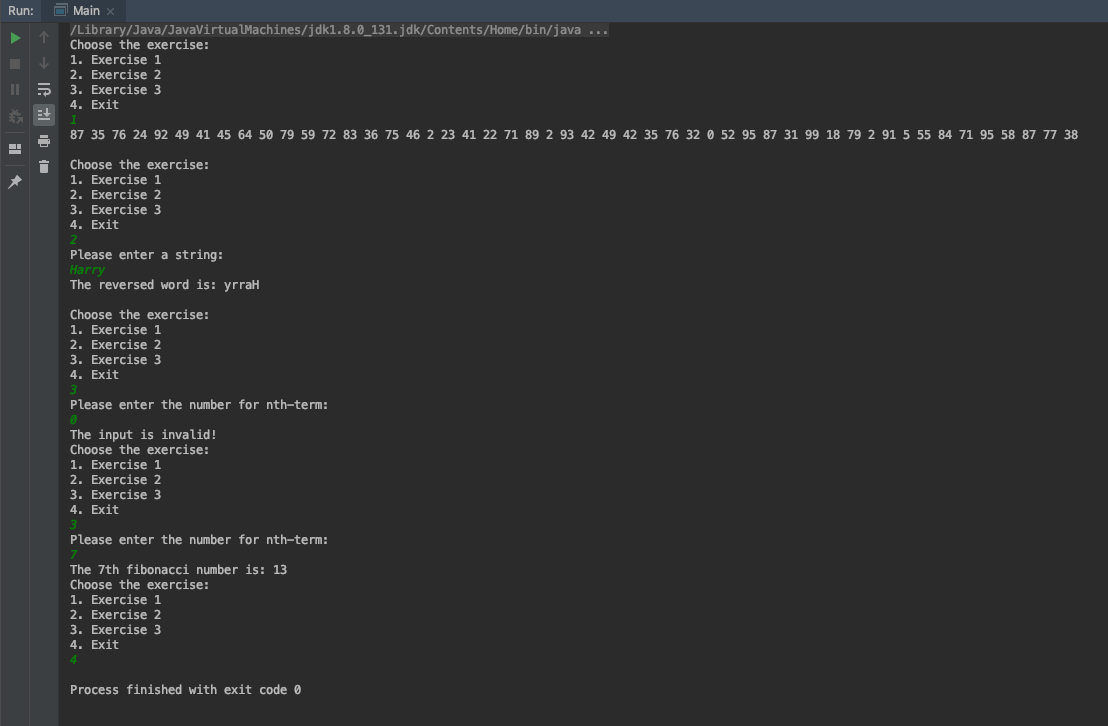 Run: Main ×
/Library/Java/JavaVirtualMachines/jdk1.8.0_131.jdk/Contents/Home/bin/java ...
Choose the exercise:
1. Exercise 1
2. Exercise 2
3. Exercise 3
4. Exit
1
87 35 76 24 92 49 41 45 64 50 79 59 72 83 36 75 46 2 23 41 22 71 89 2 93 42 49 42 35 76 32 0 52 95 87 31 99 18 79 2 91 5 55 84 71 95 58 87 77 38
Choose the exercise:
1. Exercise 1
2. Exercise 2
3. Exercise 3
4. Exit
2
Please enter a string:
Harry
The reversed word is: yrraH
Choose the exercise:
1. Exercise 1
2. Exercise 2
3. Exercise 3
4. Exit
3
Please enter the number for nth-term:
0
The input is invalid!
Choose the exercise:
1. Exercise 1
2. Exercise 2
3. Exercise 3
4. Exit
3
Please enter the number for nth-term:
7
The 7th fibonacci number is: 13
Choose the exercise:
1. Exercise 1
2. Exercise 2
3. Exercise 3
4. Exit
4
Process finished with exit code 0